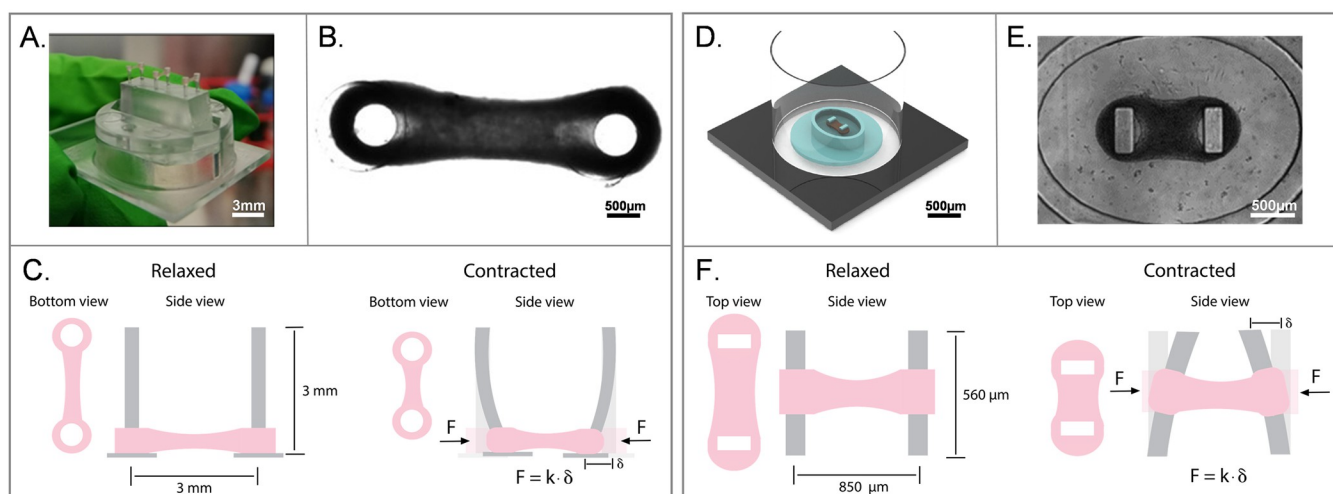 A.
3mm
B.
500µm
C.
Relaxed
Contracted
Bottom view
Side view
Bottom view
Side view
3 mm
F
F
δ
3 mm
F = k· δ
D.
500µm
E.
500µm
F.
Relaxed
Contracted
Top view
Side view
Top view
Side view
δ
560 µm
F
F
850 µm
F = k· δ